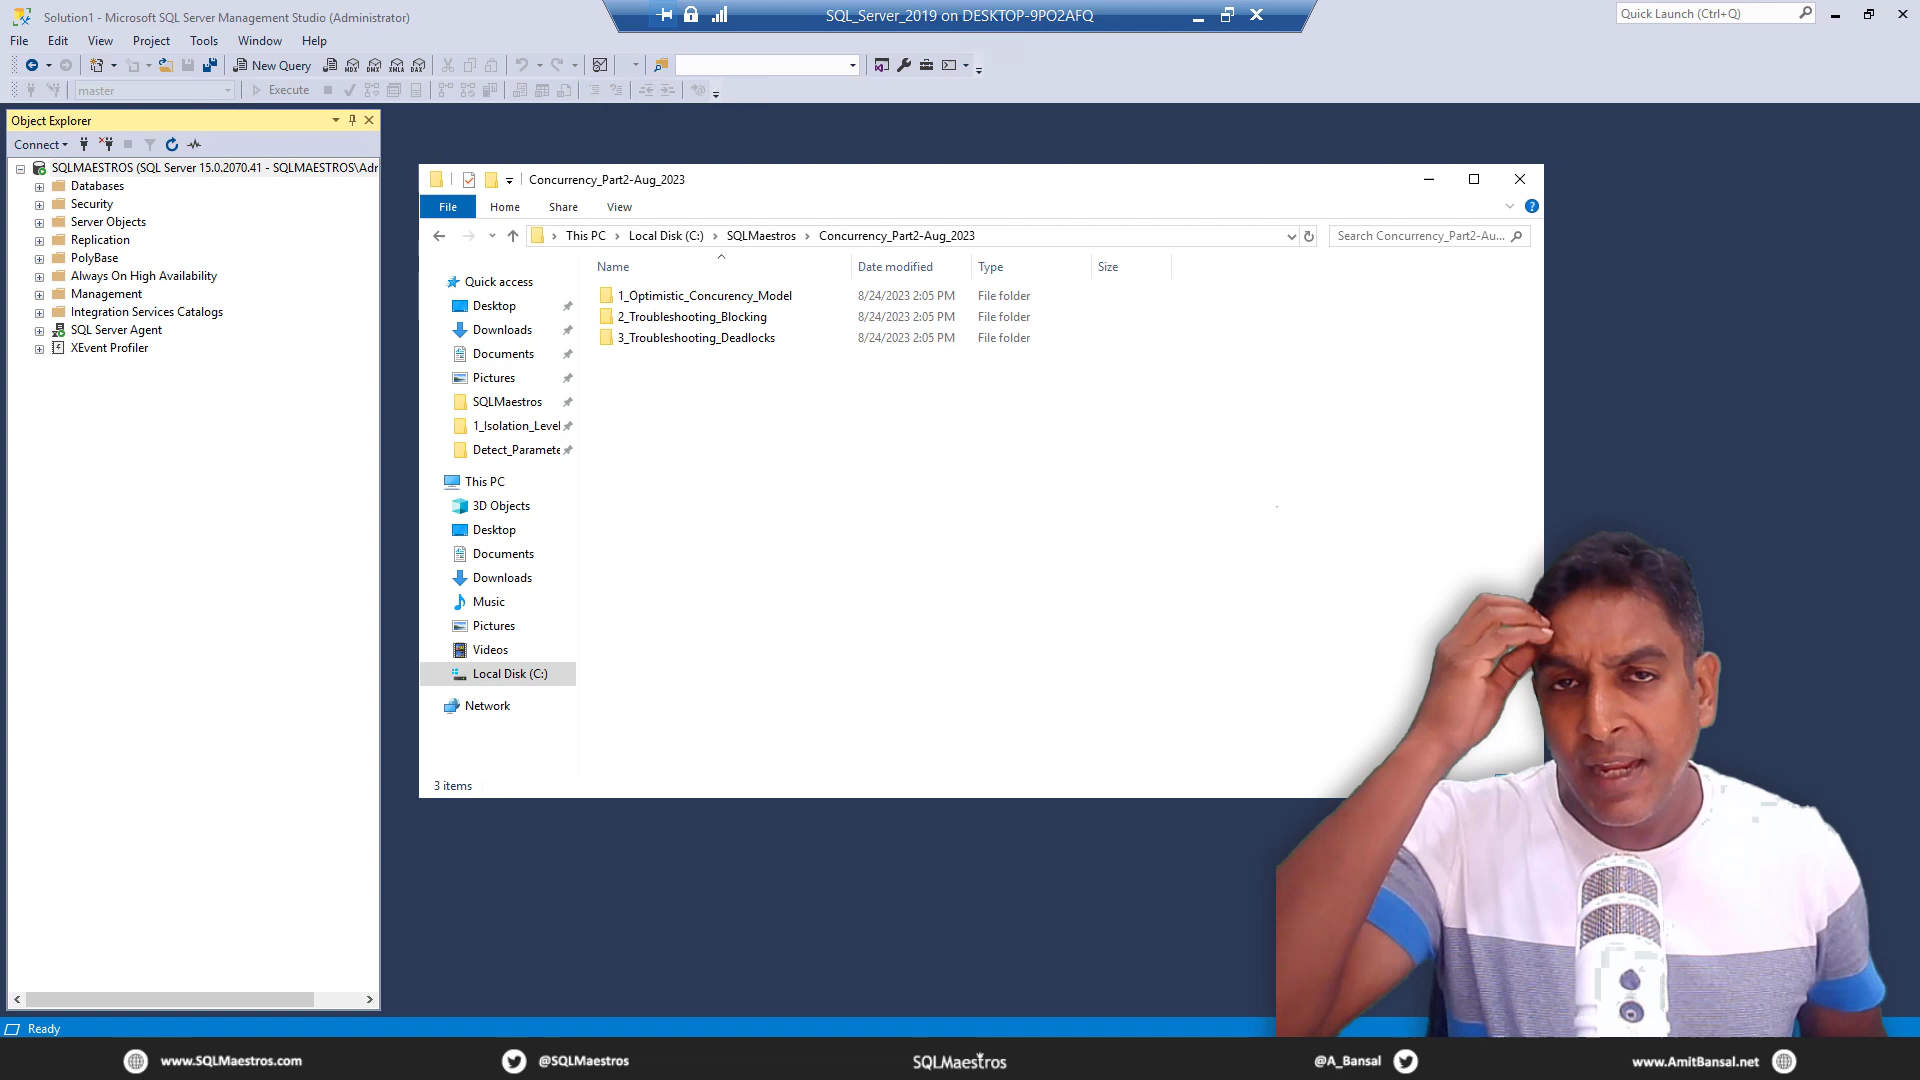 Solution1 - Microsoft SQL Server Management Studio (Administrator)
SQL_Server_2019 on DESKTOP-9PO2AFQ
Quick Launch (Ctrl+Q)
File Edit View Project Tools Window Help
New Query
MDX DMX XMLA DAX
master
Execute
Object Explorer
Connect
SQLMAESTROS (SQL Server 15.0.2070.41 - SQLMAESTROS\Adr
Databases
Security
Server Objects
Replication
PolyBase
Always On High Availability
Management
Integration Services Catalogs
SQL Server Agent
XEvent Profiler
Concurrency_Part2-Aug_2023
File Home Share View
This PC > Local Disk (C:) > SQLMaestros > Concurrency_Part2-Aug_2023
Search Concurrency_Part2-Au...
Name Date modified Type Size
1_Optimistic_Concurency_Model 8/24/2023 2:05 PM File folder
2_Troubleshooting_Blocking 8/24/2023 2:05 PM File folder
3_Troubleshooting_Deadlocks 8/24/2023 2:05 PM File folder
Quick access
Desktop
Downloads
Documents
Pictures
SQLMaestros
1_Isolation_Level
Detect_Paramete
This PC
3D Objects
Desktop
Documents
Downloads
Music
Pictures
Videos
Local Disk (C:)
Network
3 items
Ready
www.SQLMaestros.com @SQLMaestros SQLMaestros @A_Bansal www.AmitBansal.net